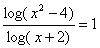 log( x² − 4) / log( x + 2) = 1